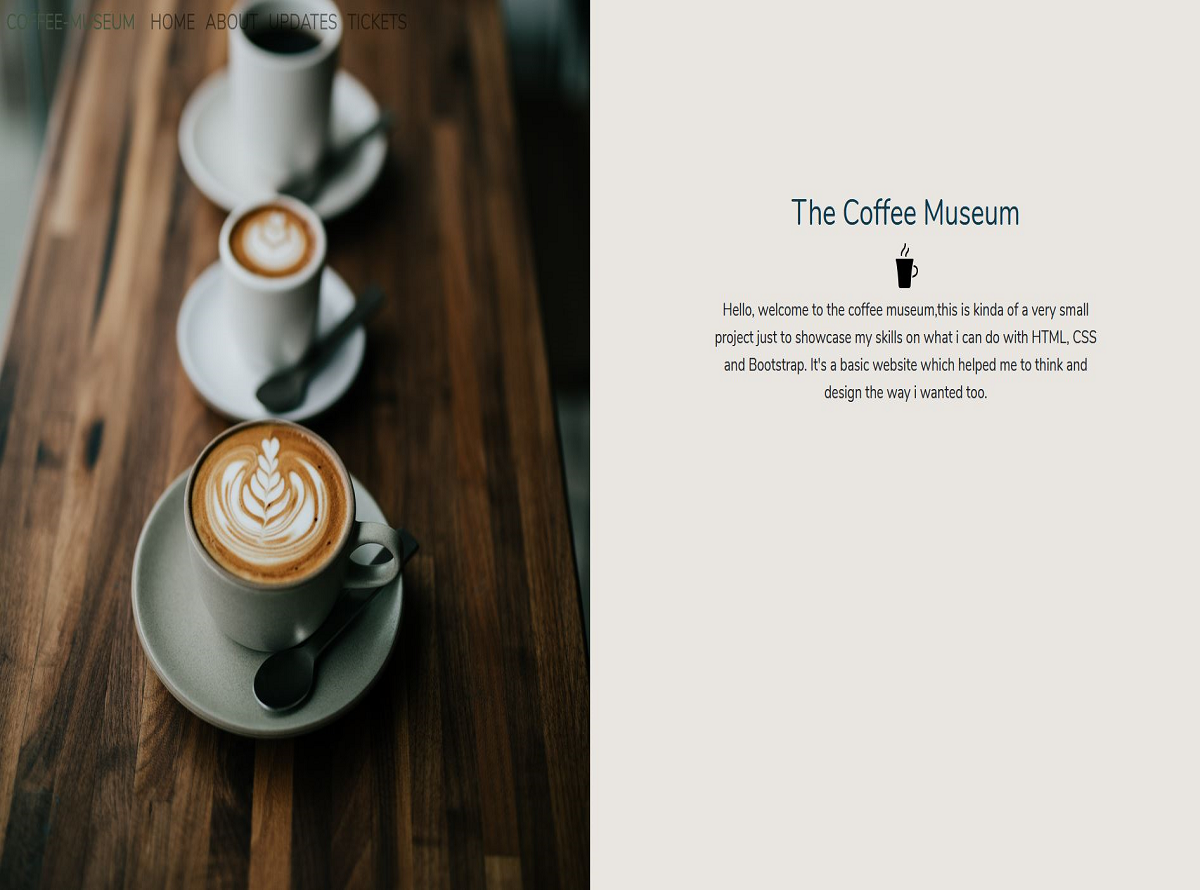 COFFEE-MUSEUM HOME ABOUT UPDATES TICKETS
The Coffee Museum
Hello, welcome to the coffee museum,this is kinda of a very small
project just to showcase my skills on what i can do with HTML, CSS
and Bootstrap. It's a basic website which helped me to think and
design the way i wanted too.